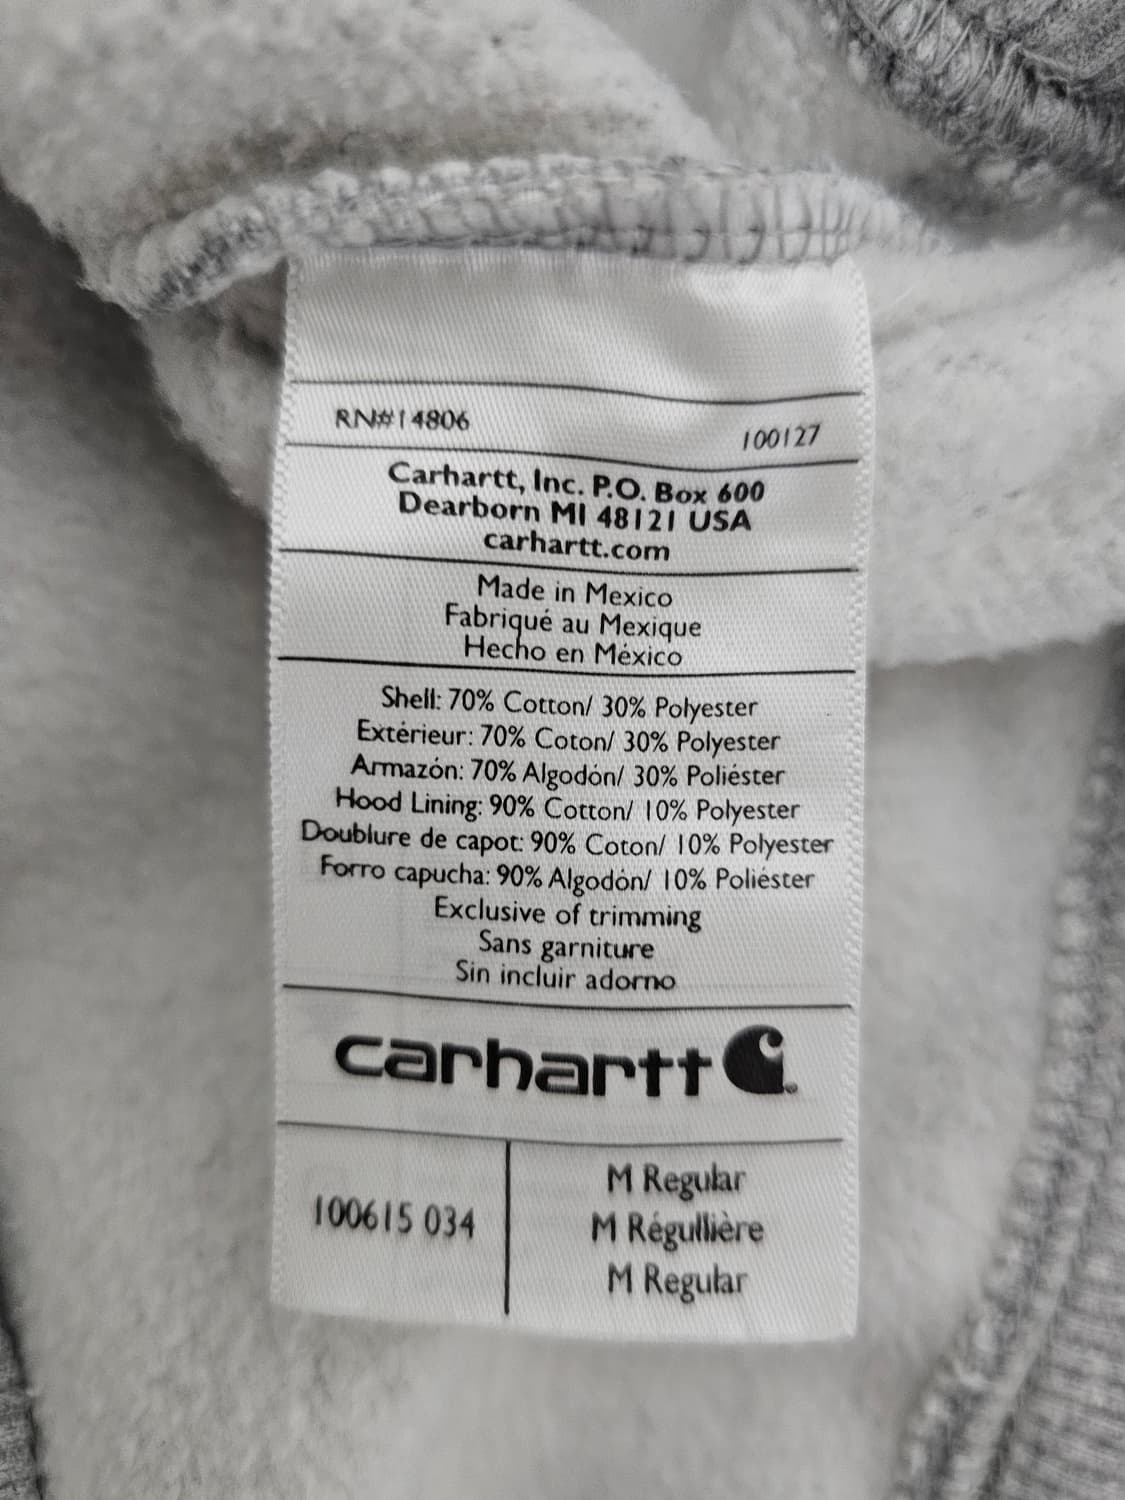 RN#14806 100127
Carhartt, Inc. P.O. Box 600
Dearborn MI 48121 USA
carhartt.com
Made in Mexico
Fabriqué au Mexique
Hecho en México
Shell: 70% Cotton/ 30% Polyester
Extérieur: 70% Coton/ 30% Polyester
Armazón: 70% Algodón/ 30% Poliéster
Hood Lining: 90% Cotton/ 10% Polyester
Doublure de capot: 90% Coton/ 10% Polyester
Forro capucha: 90% Algodón/ 10% Poliéster
Exclusive of trimming
Sans garniture
Sin incluir adorno
carhartt
100615 034
M Regular
M Régullière
M Regular